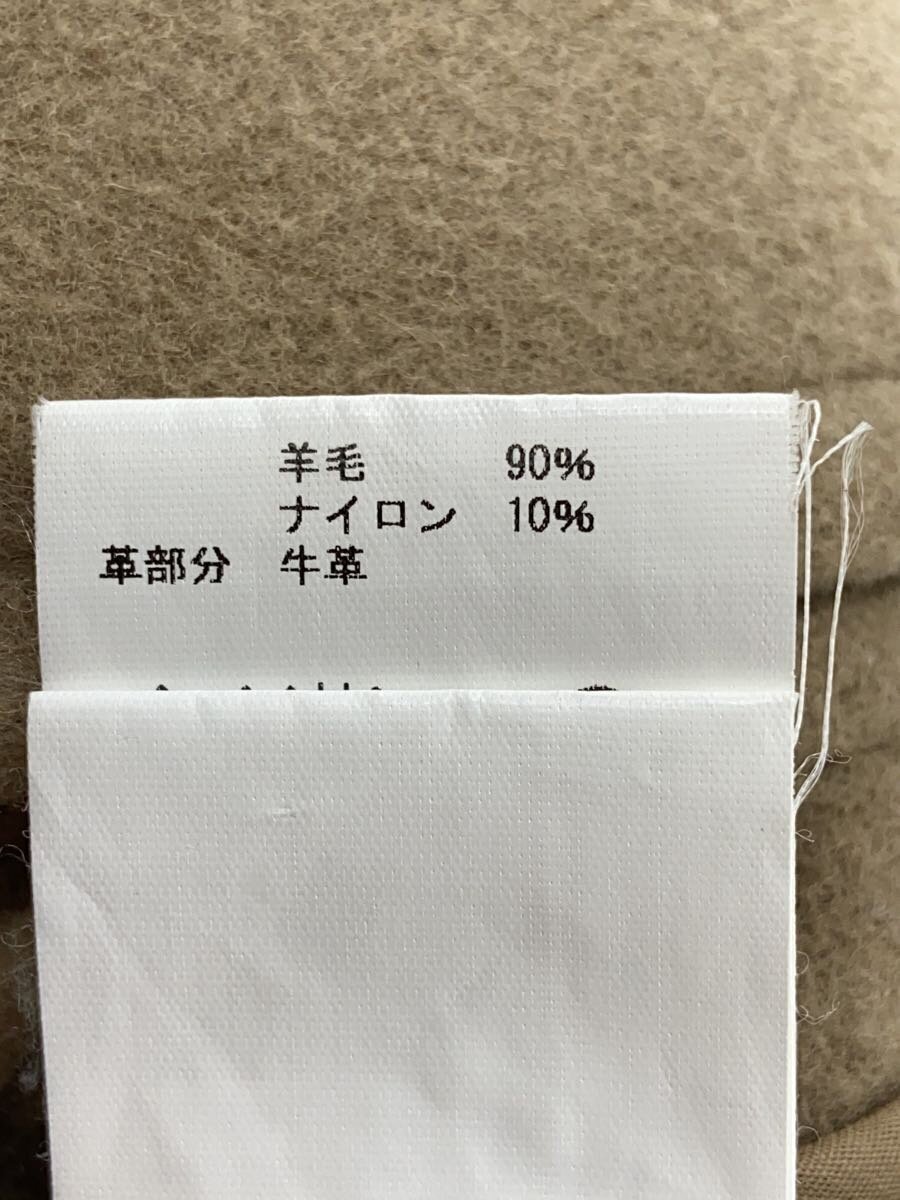 羊毛 90%
ナイロン 10%
革部分 牛革